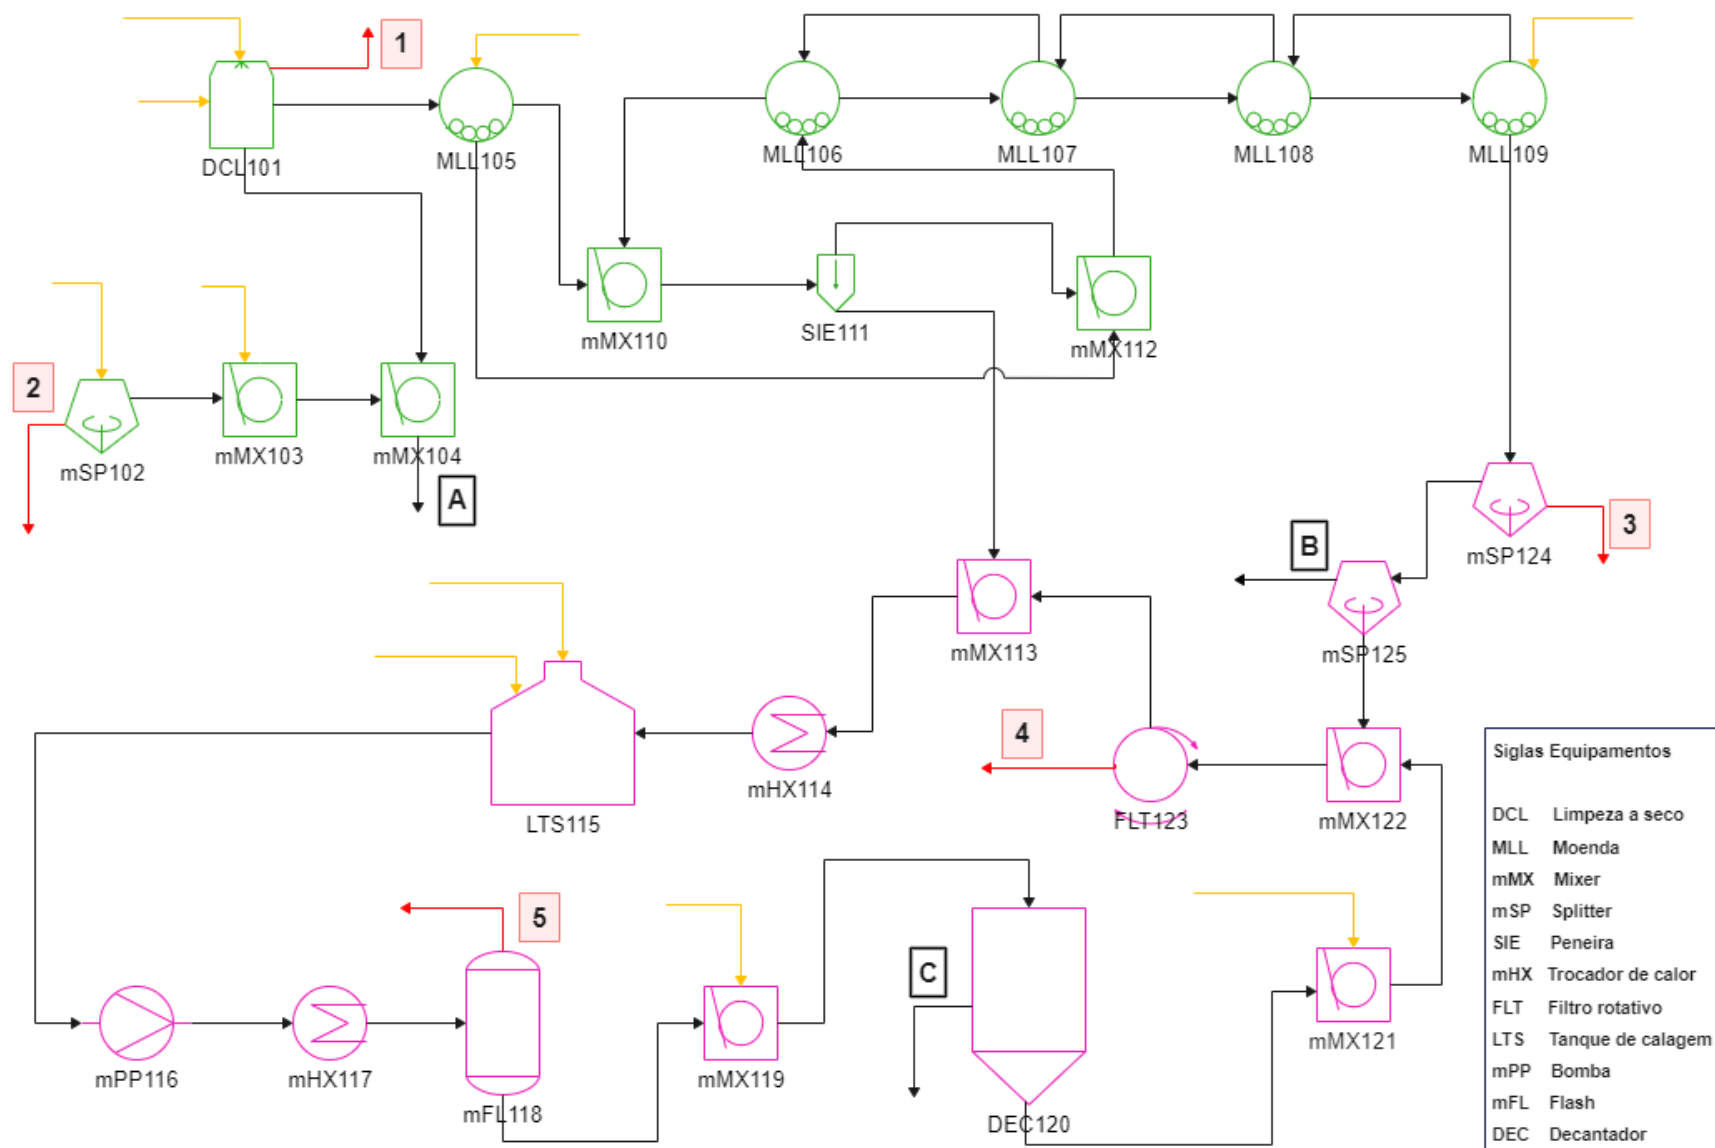 1
DCL101
MLL105
MLL106
MLL107
MLL108
MLL109
mMX110
SIE111
mMX112
2
mSP102
mMX103
mMX104
A
mSP124
3
B
mSP125
mMX113
4
mHX114
LTS115
FLT123
mMX122
5
C
mPP116
mHX117
mFL118
mMX119
DEC120
mMX121
Siglas Equipamentos
DCL Limpeza a seco
MLL Moenda
mMX Mixer
mSP Splitter
SIE Peneira
mHX Trocador de calor
FLT Filtro rotativo
LTS Tanque de calagem
mPP Bomba
mFL Flash
DEC Decantador